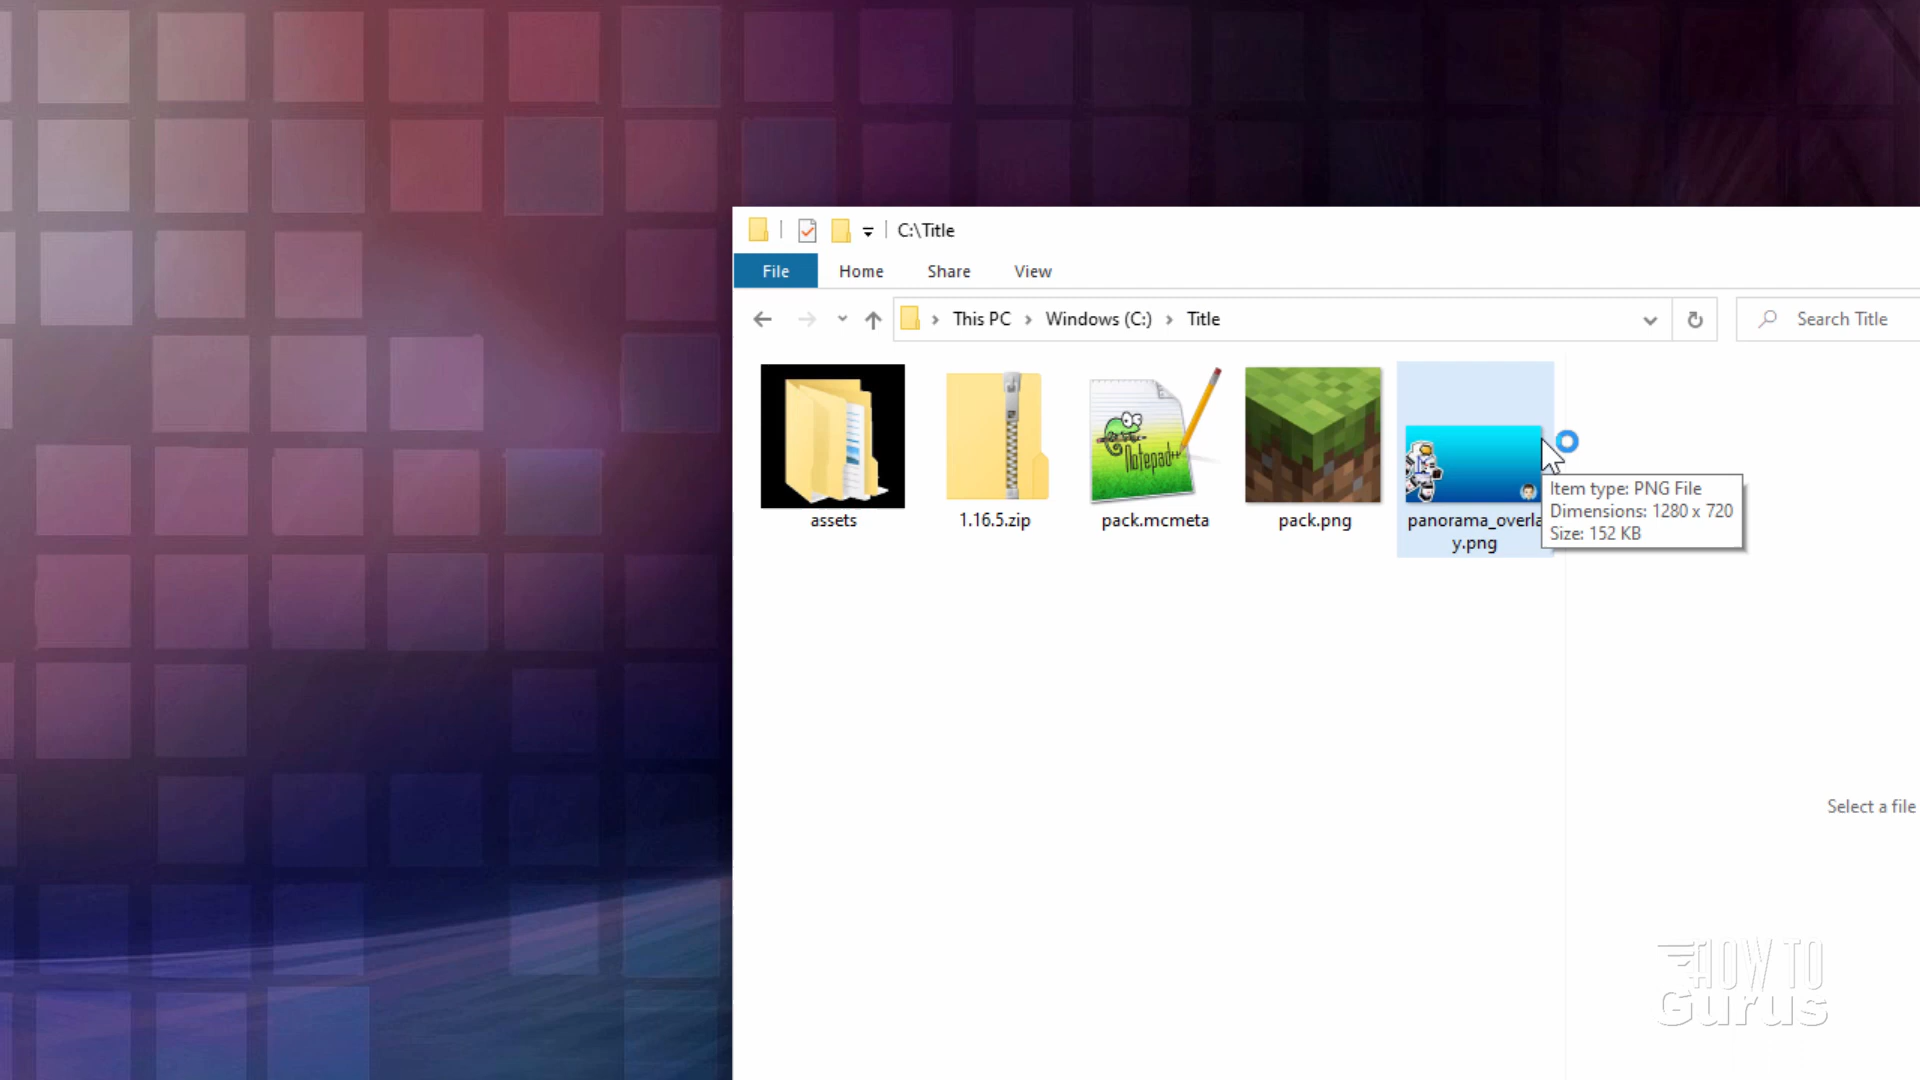 C:\Title
File Home Share View
This PC Windows (C:) Title
Search Title
Notepad++
assets
1.16.5.zip
pack.mcmeta
pack.png
panorama_overla
y.png
Item type: PNG File
Dimensions: 1280 x 720
Size: 152 KB
Select a file
HOW TO
Gurus